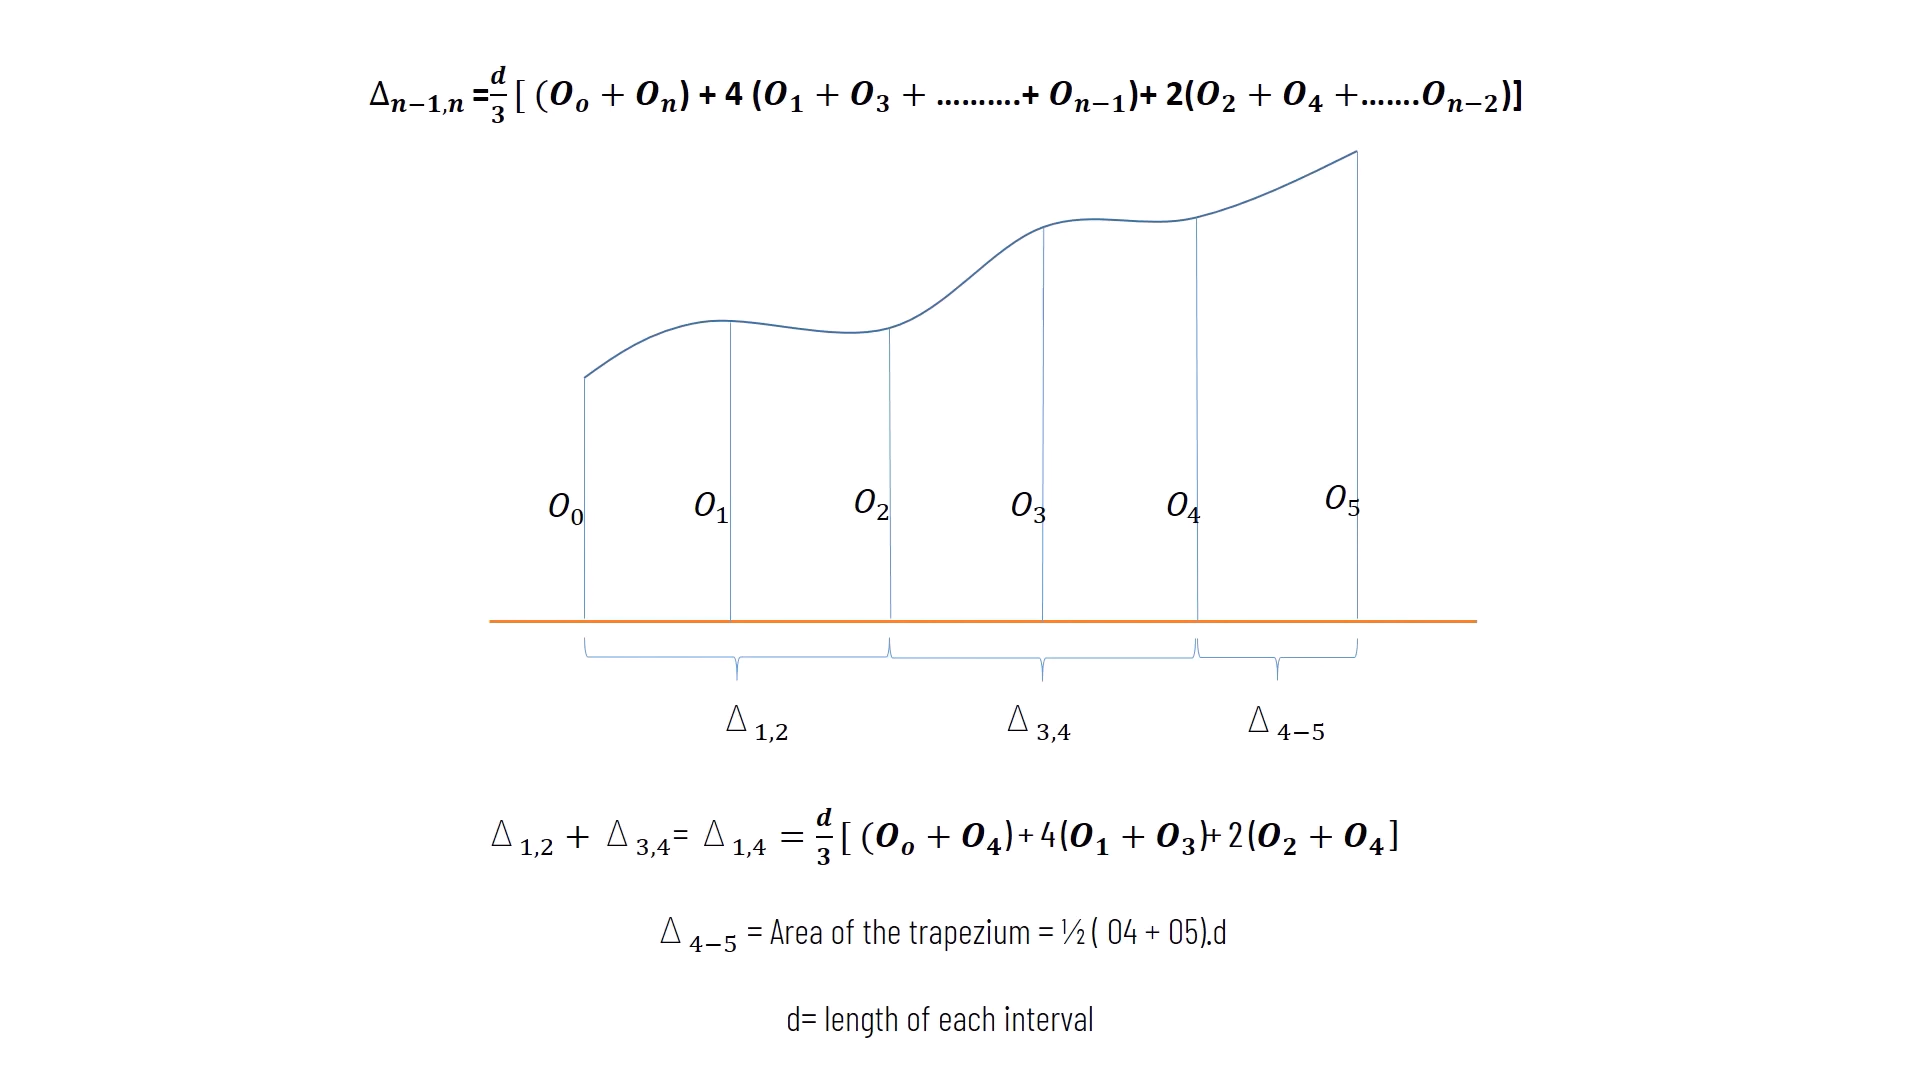 Δₙ₋₁,ₙ = d/3 [ (Oₒ + Oₙ) + 4 (O₁ + O₃ + ..........+ Oₙ₋₁)+ 2(O₂ + O₄ +.......Oₙ₋₂)]
O₀ O₁ O₂ O₃ O₄ O₅
Δ ₁,₂ Δ ₃,₄ Δ ₄₋₅
Δ ₁,₂ + Δ ₃,₄= Δ ₁,₄ = d/3 [ (Oₒ + O₄)+4(O₁ + O₃)+2(O₂ + O₄]
Δ ₄₋₅ = Area of the trapezium = ½ ( O4 + O5).d
d= length of each interval